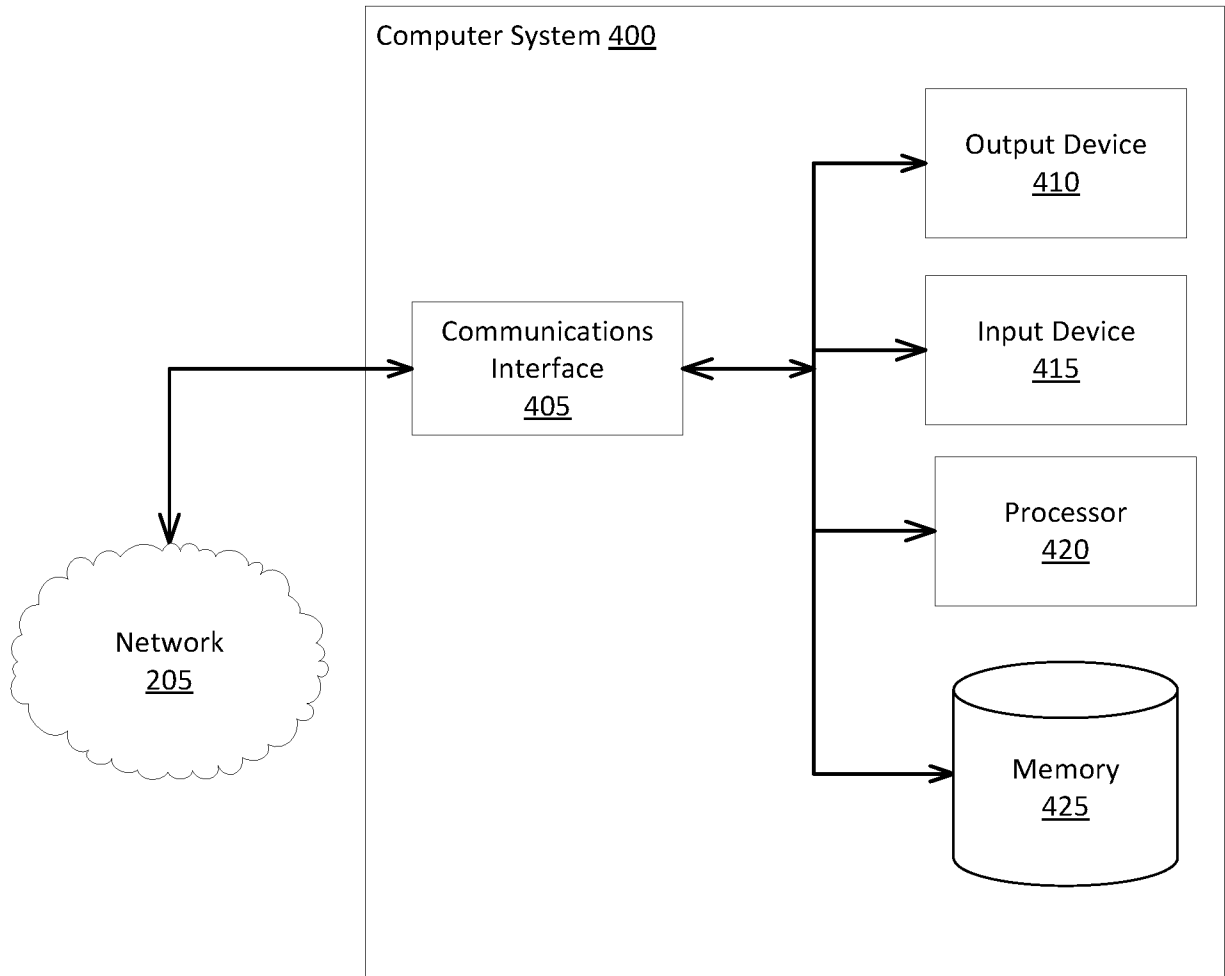 Computer System 400
Output Device
410
Communications
Interface
405
Input Device
415
Processor
420
Network
205
Memory
425